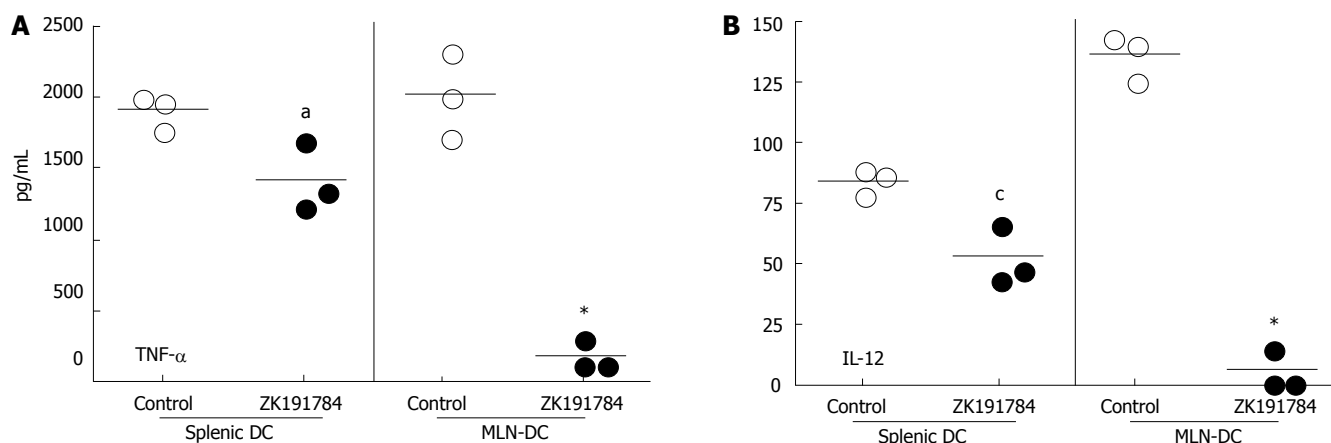 A
2500
2000
1500
1000
500
0
pg/mL
a
*
TNF-α
Control
ZK191784
Control
ZK191784
Splenic DC
MLN-DC
B
150
125
100
75
50
25
0
c
*
IL-12
Control
ZK191784
Control
ZK191784
Splenic DC
MLN-DC